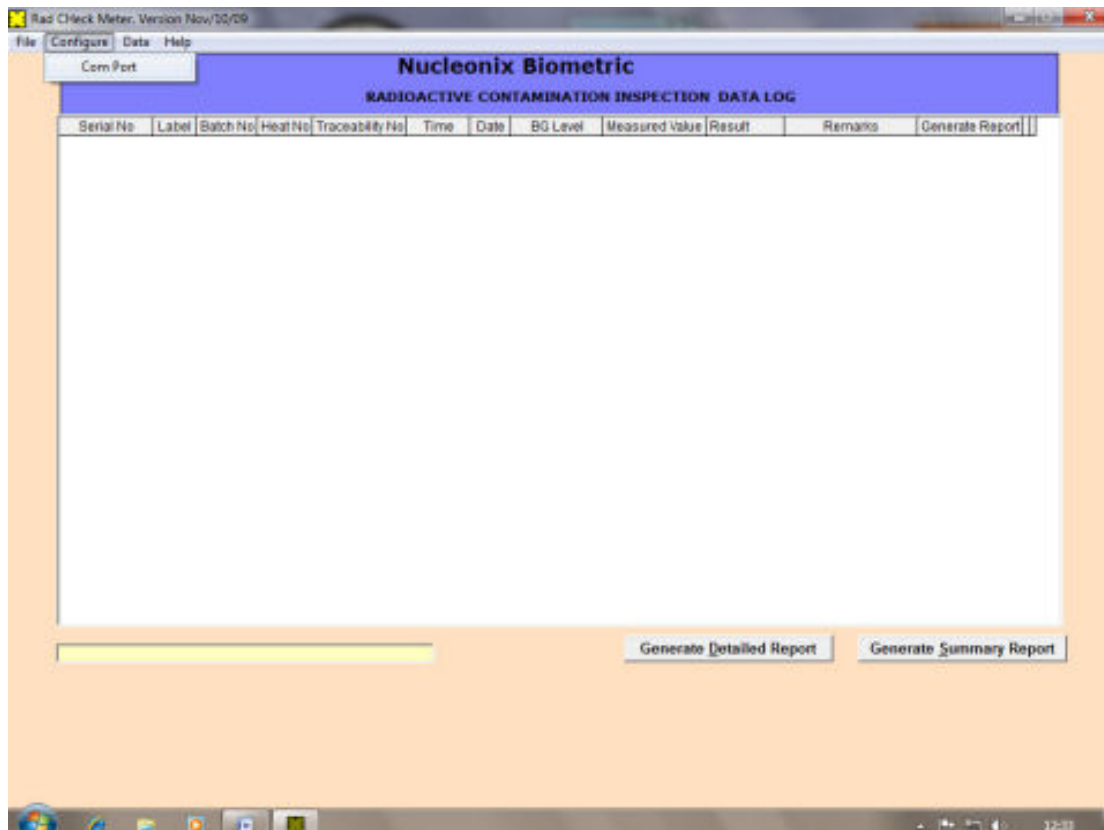 Rad CHeck Meter. Version Nov/10/09
File Configure Data Help
Com Port
Nucleonix Biometric
RADIOACTIVE CONTAMINATION INSPECTION DATA LOG
Serial No Label Batch No Heat No Traceability No Time Date BG Level Measured Value Result Remarks Generate Report
Generate Detailed Report Generate Summary Report
12:03